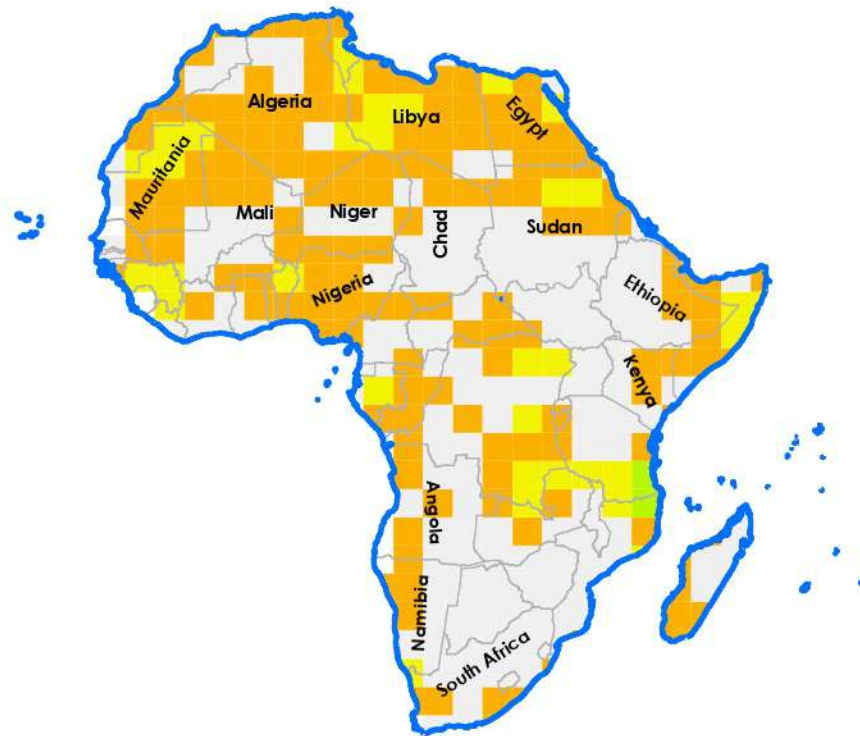 Algeria
Libya
Egypt
Mauritania
Mali
Niger
Chad
Sudan
Nigeria
Ethiopia
Kenya
Angola
Namibia
South Africa